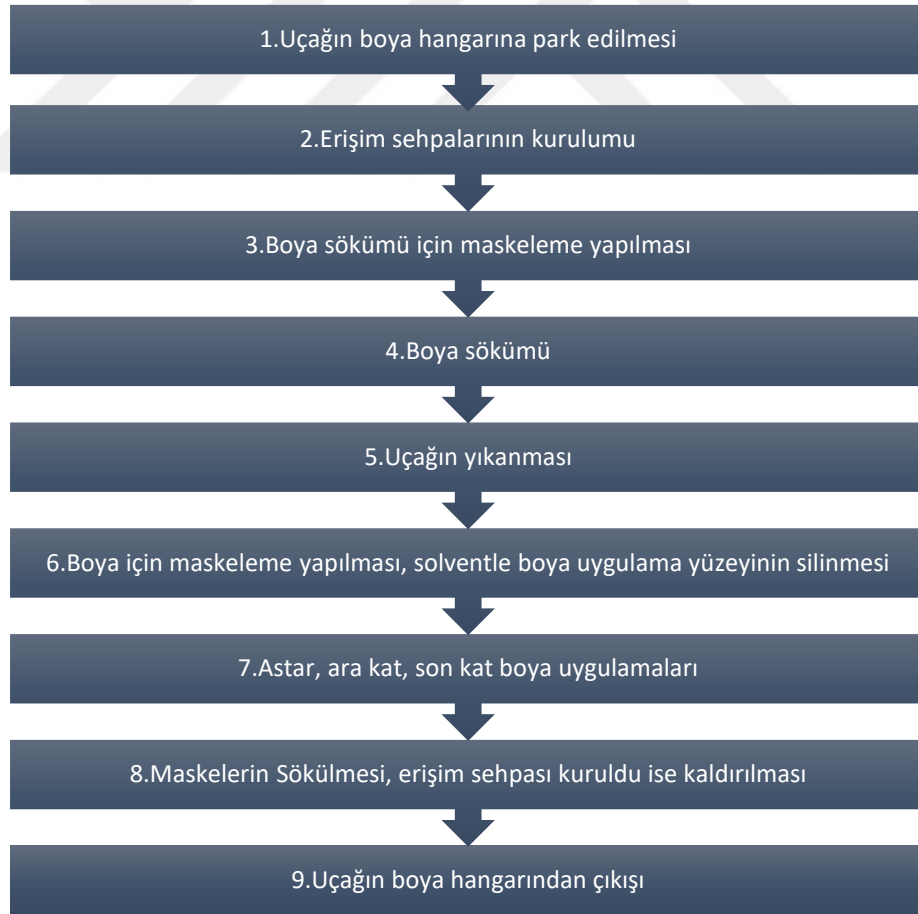 1.Uçağın boya hangarına park edilmesi
2.Erişim sehpalarının kurulumu
3.Boya sökümü için maskeleme yapılması
4.Boya sökümü
5.Uçağın yıkanması
6.Boya için maskeleme yapılması, solventle boya uygulama yüzeyinin silinmesi
7.Astar, ara kat, son kat boya uygulamaları
8.Maskelerin Sökülmesi, erişim sehpası kuruldu ise kaldırılması
9.Uçağın boya hangarından çıkışı